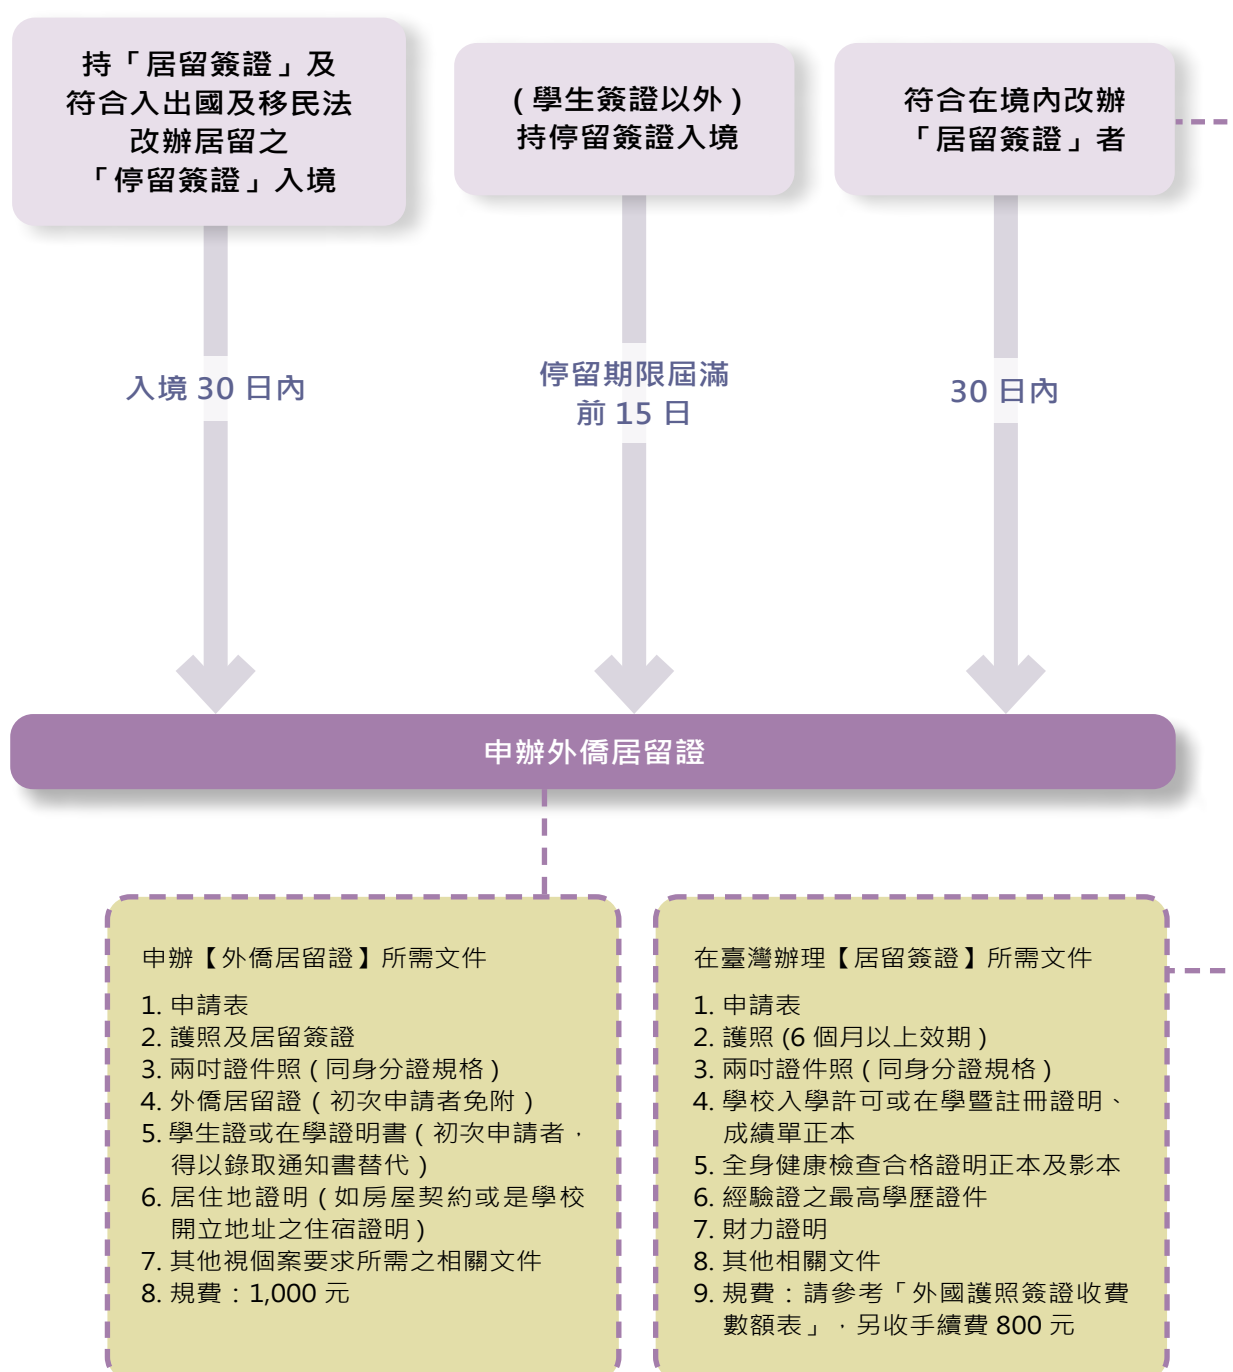 持「居留簽證」及
符合入出國及移民法
改辦居留之
「停留簽證」入境
(學生簽證以外)
持停留簽證入境
符合在境內改辦
「居留簽證」者
入境 30 日內
停留期限屆滿
前 15 日
30 日內
申辦外僑居留證
申辦【外僑居留證】所需文件
1. 申請表
2. 護照及居留簽證
3. 兩吋證件照 ( 同身分證規格 )
4. 外僑居留證 ( 初次申請者免附 )
5. 學生證或在學證明書 ( 初次申請者,
得以錄取通知書替代 )
6. 居住地證明 ( 如房屋契約或是學校
開立地址之住宿證明 )
7. 其他視個案要求所需之相關文件
8. 規費：1,000 元
在臺灣辦理【居留簽證】所需文件
1. 申請表
2. 護照 (6 個月以上效期 )
3. 兩吋證件照 ( 同身分證規格 )
4. 學校入學許可或在學暨註冊證明、
成績單正本
5. 全身健康檢查合格證明正本及影本
6. 經驗證之最高學歷證件
7. 財力證明
8. 其他相關文件
9. 規費：請參考「外國護照簽證收費
數額表」，另收手續費 800 元